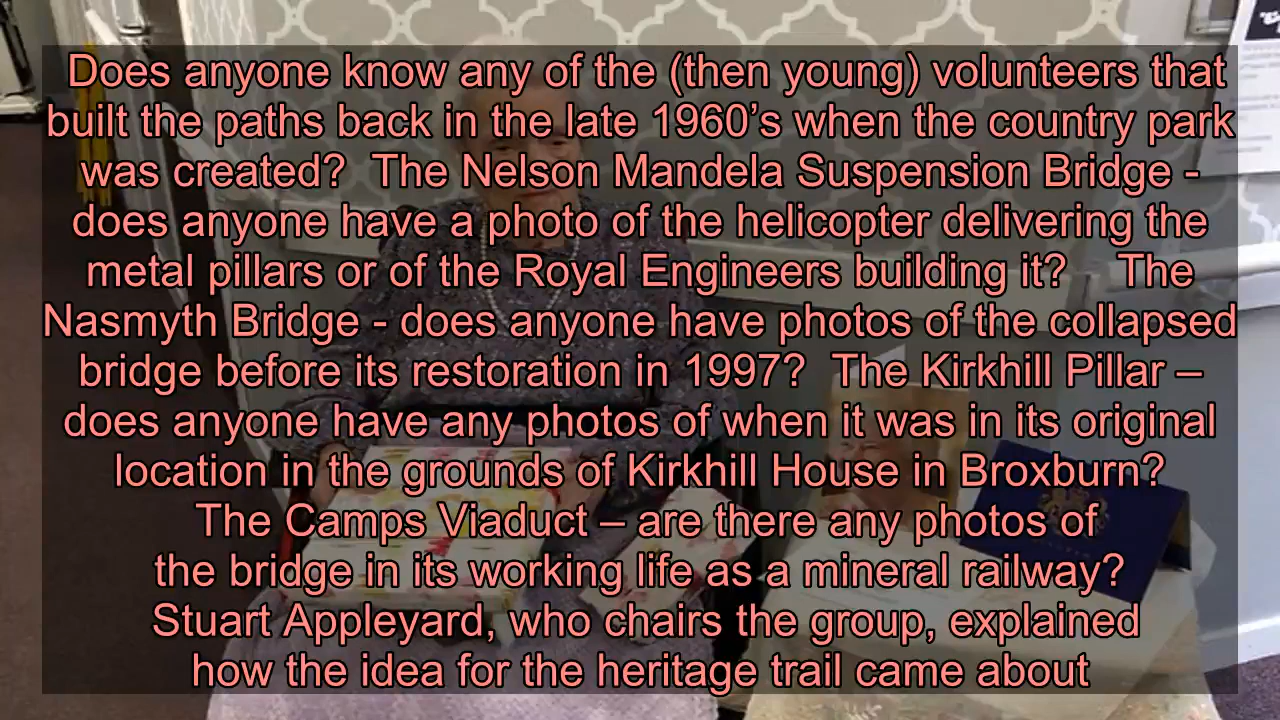 Does anyone know any of the (then young) volunteers that
built the paths back in the late 1960’s when the country park
was created? The Nelson Mandela Suspension Bridge -
does anyone have a photo of the helicopter delivering the
metal pillars or of the Royal Engineers building it? The
Nasmyth Bridge - does anyone have photos of the collapsed
bridge before its restoration in 1997? The Kirkhill Pillar –
does anyone have any photos of when it was in its original
location in the grounds of Kirkhill House in Broxburn?
The Camps Viaduct – are there any photos of
the bridge in its working life as a mineral railway?
Stuart Appleyard, who chairs the group, explained
how the idea for the heritage trail came about